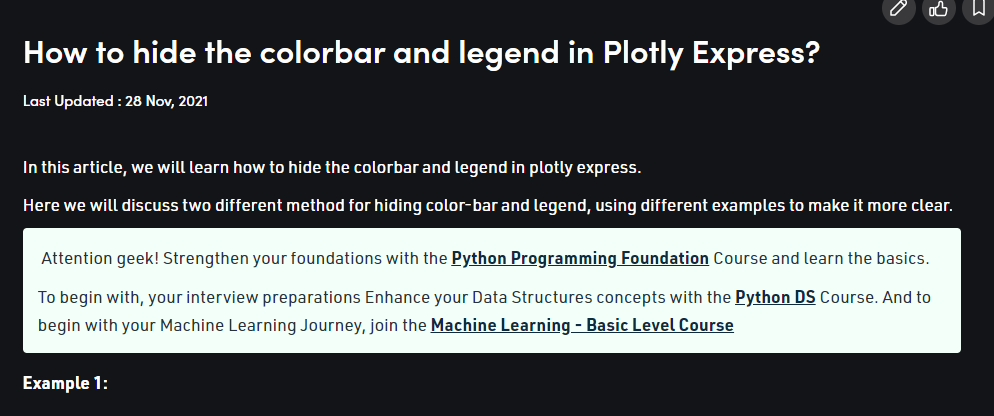 How to hide the colorbar and legend in Plotly Express?
Last Updated : 28 Nov, 2021
In this article, we will learn how to hide the colorbar and legend in plotly express.
Here we will discuss two different method for hiding color-bar and legend, using different examples to make it more clear.
Attention geek! Strengthen your foundations with the Python Programming Foundation Course and learn the basics.
To begin with, your interview preparations Enhance your Data Structures concepts with the Python DS Course. And to
begin with your Machine Learning Journey, join the Machine Learning - Basic Level Course
Example 1: